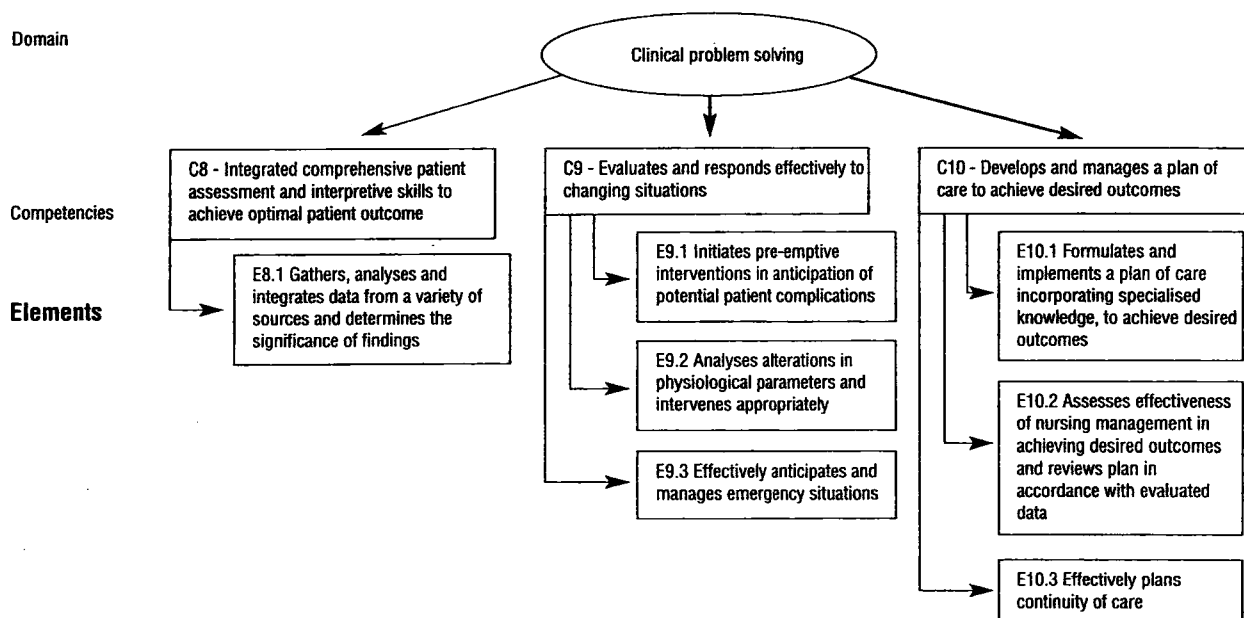 Domain
Clinical problem solving
Competencies
C8 - Integrated comprehensive patient
assessment and interpretive skills to
achieve optimal patient outcome
C9 - Evaluates and responds effectively to
changing situations
C10 - Develops and manages a plan of
care to achieve desired outcomes
Elements
E8.1 Gathers, analyses and
integrates data from a variety of
sources and determines the
significance of findings
E9.1 Initiates pre-emptive
interventions in anticipation of
potential patient complications
E9.2 Analyses alterations in
physiological parameters and
intervenes appropriately
E9.3 Effectively anticipates and
manages emergency situations
E10.1 Formulates and
implements a plan of care
incorporating specialised
knowledge, to achieve desired
outcomes
E10.2 Assesses effectiveness
of nursing management in
achieving desired outcomes
and reviews plan in
accordance with evaluated
data
E10.3 Effectively plans
continuity of care